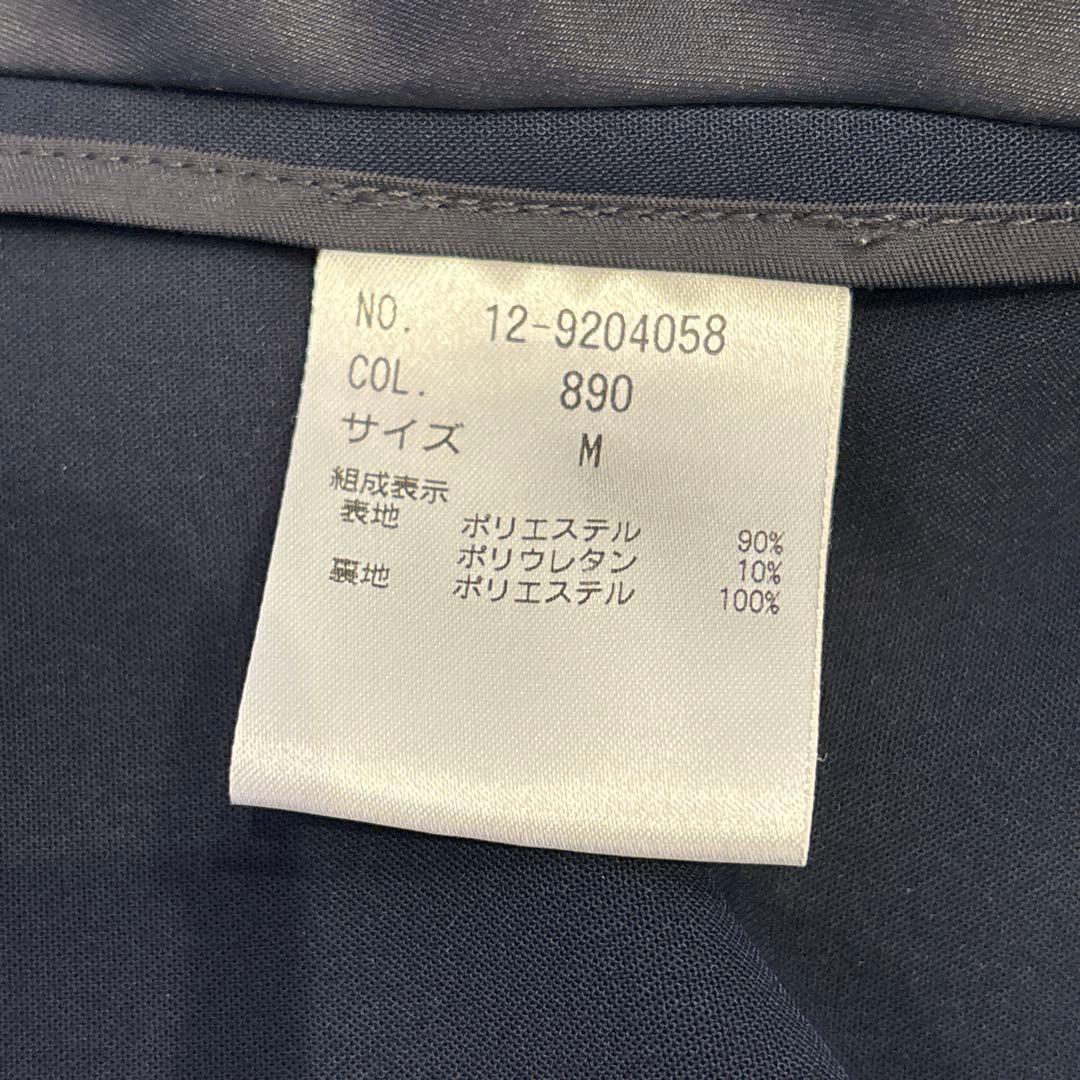 NO. 12-9204058
COL. 890
サイズ M
組成表示
表地 ポリエステル 90%
ポリウレタン 10%
裏地 ポリエステル 100%